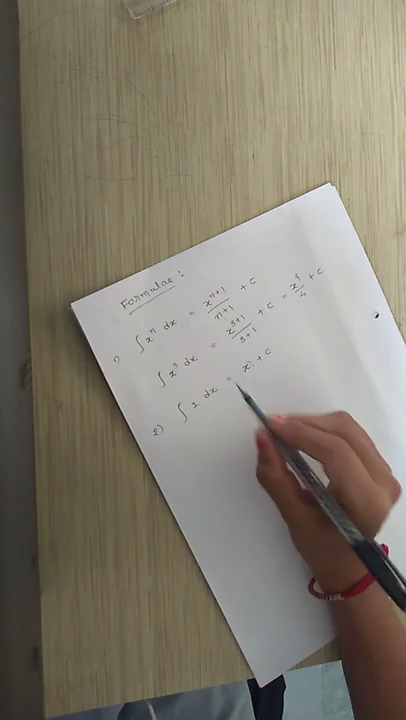 Formulae :
1) ∫ xⁿ dx = xⁿ⁺¹/n+1 + c
∫ x³ dx = x³⁺¹/3+1 + c = x⁴/4 + c
2) ∫ 1 dx = x + c